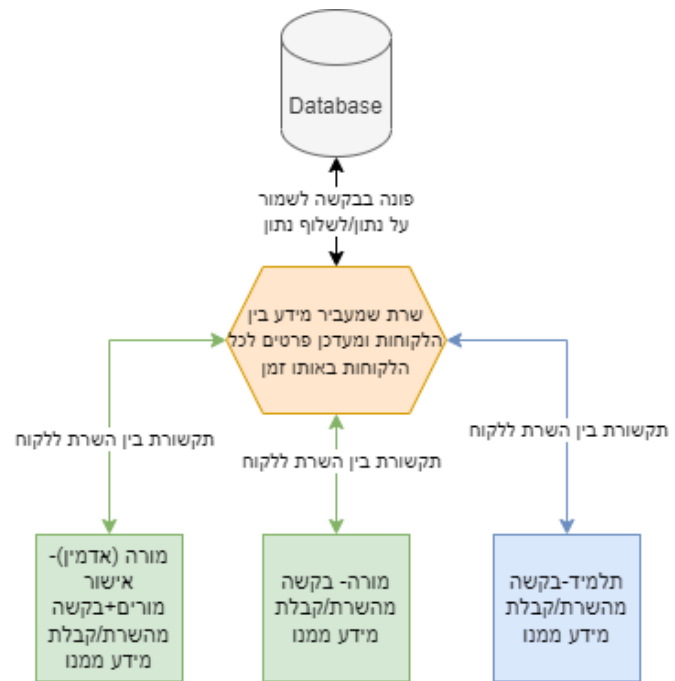 Database
פונה בבקשה לשמור
על נתון/לשלוף נתון
שרת שמעביר מידע בין
הלקוחות ומעדכן פרטים לכל
הלקוחות באותו זמן
תקשורת בין השרת ללקוח
תקשורת בין השרת ללקוח
תקשורת בין השרת ללקוח
תלמיד-בקשה
מהשרת/קבלת
מידע ממנו
מורה- בקשה
מהשרת/קבלת
מידע ממנו
מורה (אדמין)-
אישור
מורים+בקשה
מהשרת/קבלת
מידע ממנו